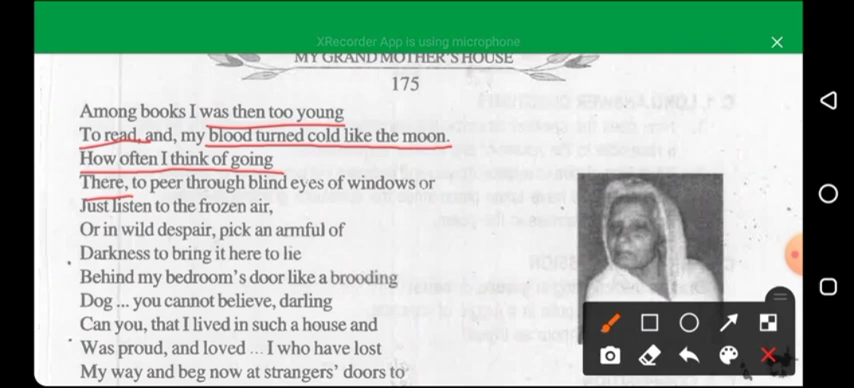 XRecorder App is using microphone
MY GRAND MOTHER'S HOUSE
175
Among books I was then too young
To read, and, my blood turned cold like the moon.
How often I think of going
There, to peer through blind eyes of windows or
Just listen to the frozen air,
Or in wild despair, pick an armful of
Darkness to bring it here to lie
Behind my bedroom's door like a brooding
Dog ... you cannot believe, darling
Can you, that I lived in such a house and
Was proud, and loved ... I who have lost
My way and beg now at strangers' doors to